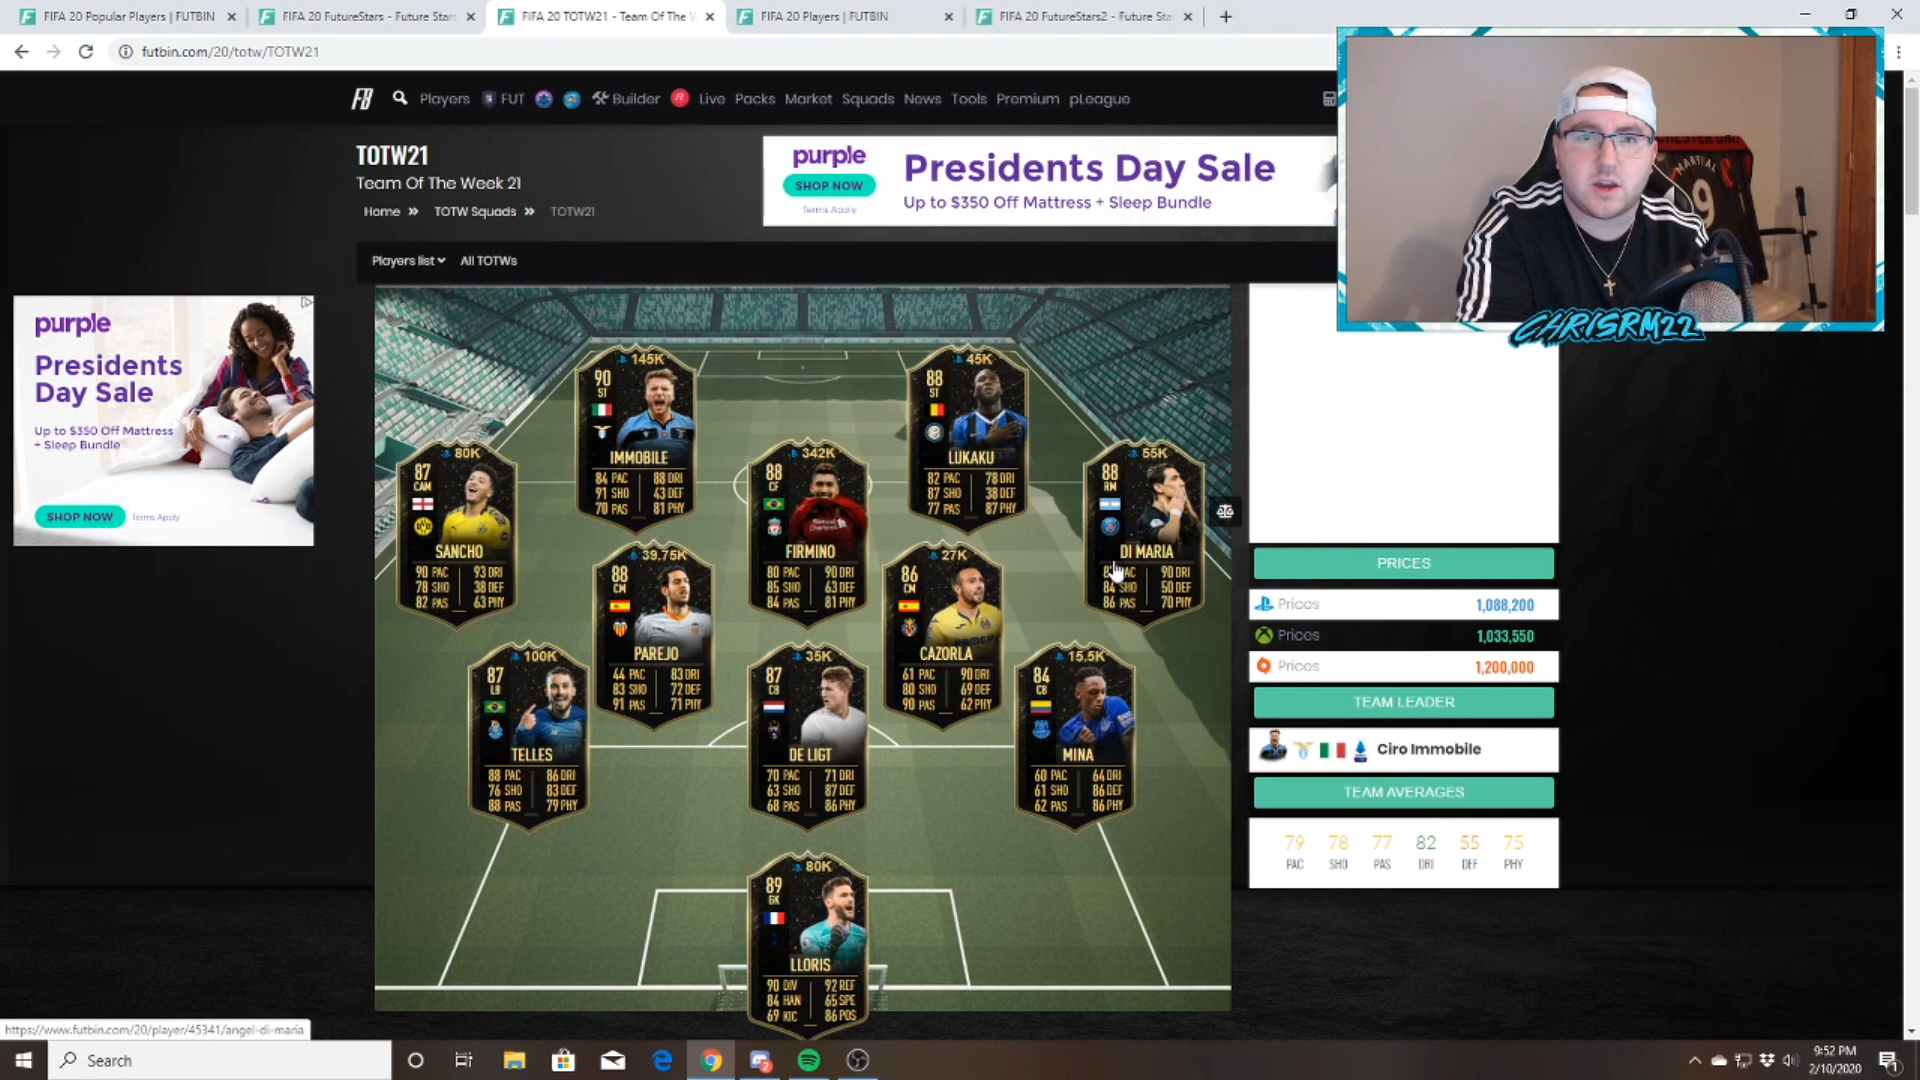 FIFA 20 Popular Players | FUTBIN
FIFA 20 FutureStars - Future Stars
FIFA 20 TOTW21 - Team Of The W
FIFA 20 Players | FUTBIN
FIFA 20 FutureStars2 - Future Sta
futbin.com/20/totw/TOTW21
FB
Players
FUT
Builder
Live
Packs
Market
Squads
News
Tools
Premium
pLeague
TOTW21
Team Of The Week 21
Home » TOTW Squads » TOTW21
purple
SHOP NOW
Terms Apply
Presidents Day Sale
Up to $350 Off Mattress + Sleep Bundle
MARTIAL
9
CHRISRM22
Players list
All TOTWs
purple
Presidents
Day Sale
Up to $350 Off Mattress
+ Sleep Bundle
SHOP NOW
Terms Apply
145K
90
ST
IMMOBILE
84 PAC 88 DRI
91 SHO 43 DEF
70 PAS 81 PHY
45K
88
ST
LUKAKU
82 PAC 78 DRI
87 SHO 38 DEF
77 PAS 87 PHY
80K
87
CAM
SANCHO
90 PAC 93 DRI
78 SHO 38 DEF
82 PAS 63 PHY
342K
88
CF
FIRMINO
80 PAC 90 DRI
85 SHO 63 DEF
84 PAS 81 PHY
55K
88
RM
DI MARIA
PAC 90 DRI
84 SHO 50 DEF
86 PAS 70 PHY
39.75K
88
CM
PAREJO
44 PAC 83 DRI
83 SHO 72 DEF
91 PAS 71 PHY
27K
86
CM
CAZORLA
61 PAC 90 DRI
80 SHO 69 DEF
90 PAS 62 PHY
100K
87
LB
TELLES
88 PAC 86 DRI
76 SHO 83 DEF
88 PAS 79 PHY
35K
87
CB
DE LIGT
70 PAC 71 DRI
63 SHO 87 DEF
68 PAS 86 PHY
15.5K
84
CB
MINA
60 PAC 64 DRI
61 SHO 86 DEF
62 PAS 86 PHY
80K
89
GK
LLORIS
90 DIV 92 REF
84 HAN 65 SPE
69 KIC 86 POS
PRICES
Prices 1,088,200
Prices 1,033,550
Prices 1,200,000
TEAM LEADER
Ciro Immobile
TEAM AVERAGES
79 78 77 82 55 75
PAC SHO PAS DRI DEF PHY
https://www.futbin.com/20/player/45341/angel-di-maria
Search
9:52 PM
2/10/2020